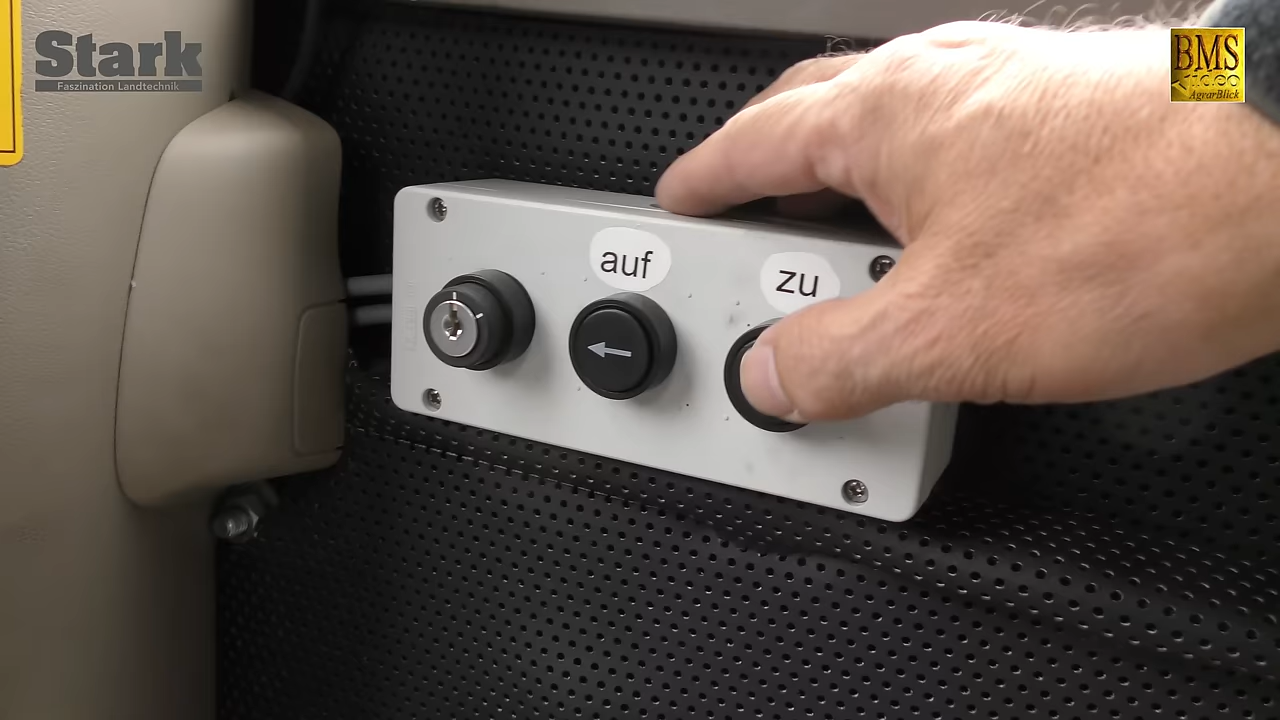 Stark
Faszination Landtechnik
BMS
Video
AgrarBlick
auf
zu